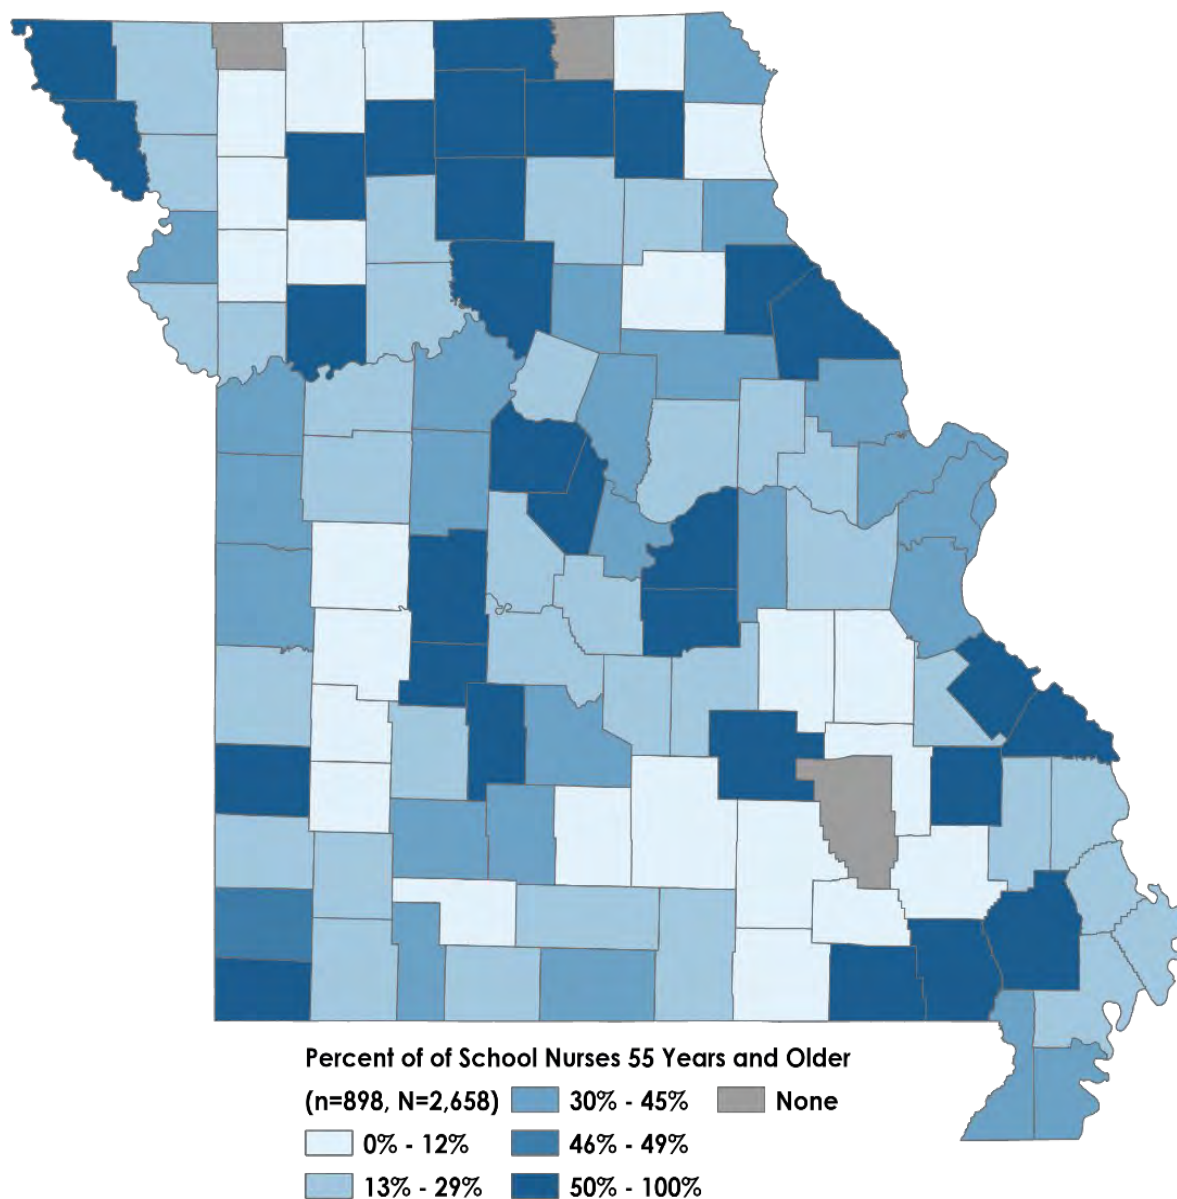 Percent of of School Nurses 55 Years and Older
(n=898, N=2,658)
0% - 12%
13% - 29%
30% - 45%
46% - 49%
50% - 100%
None